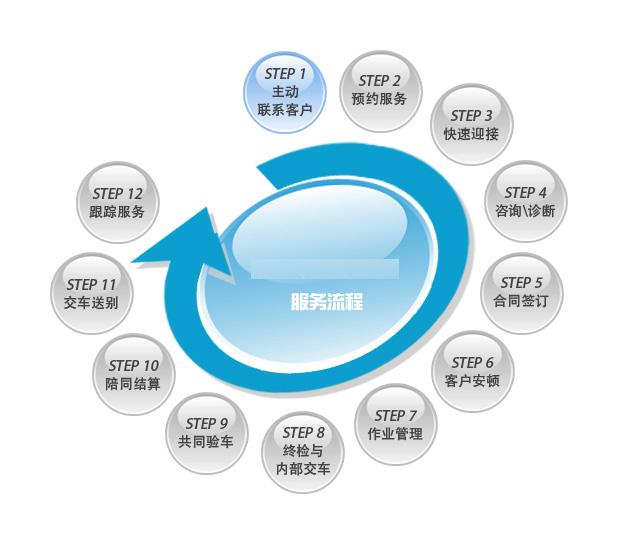 STEP 1
主动
联系客户
STEP 2
预约服务
STEP 3
快速迎接
STEP 4
咨询\诊断
STEP 5
合同签订
STEP 6
客户安顿
STEP 7
作业管理
STEP 8
终检与
内部交车
STEP 9
共同验车
STEP 10
陪同结算
STEP 11
交车送别
STEP 12
跟踪服务
服务流程